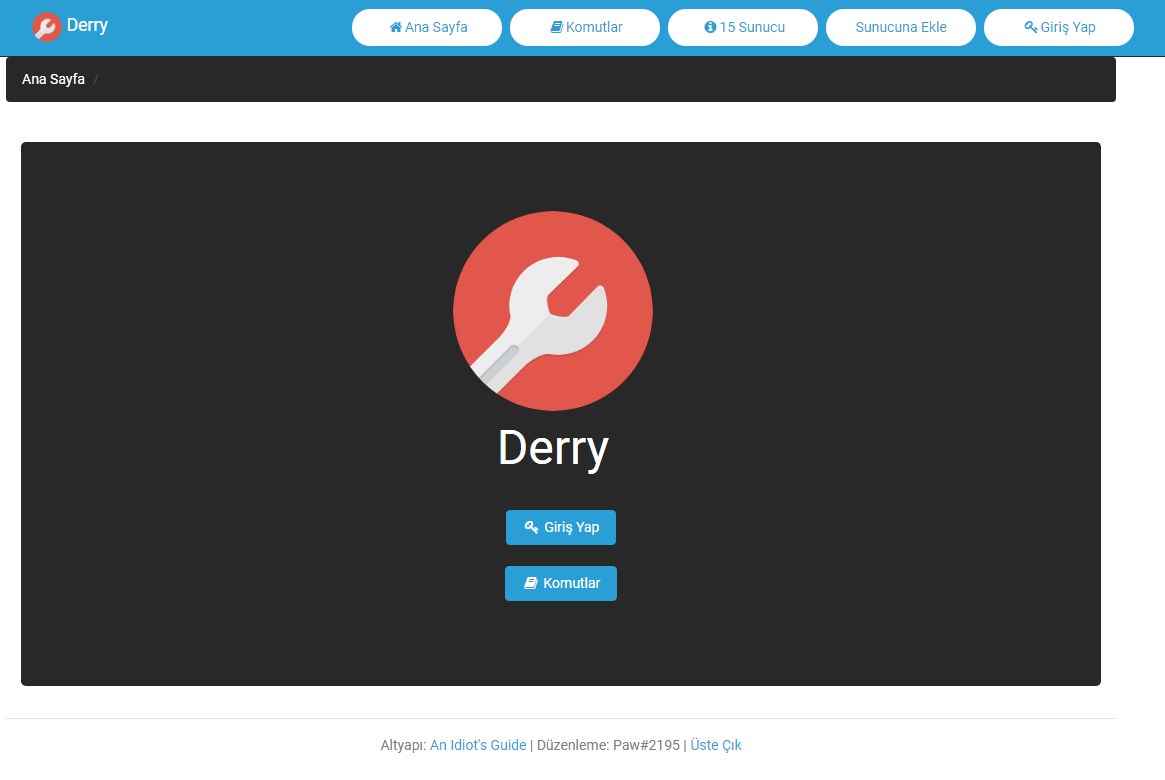 Derry Ana Sayfa Komutlar 15 Sunucu Sunucuna Ekle Giriş Yap
Ana Sayfa /
Derry
Giriş Yap
Komutlar
Altyapı: An Idiot's Guide | Düzenleme: Paw#2195 | Üste Çık